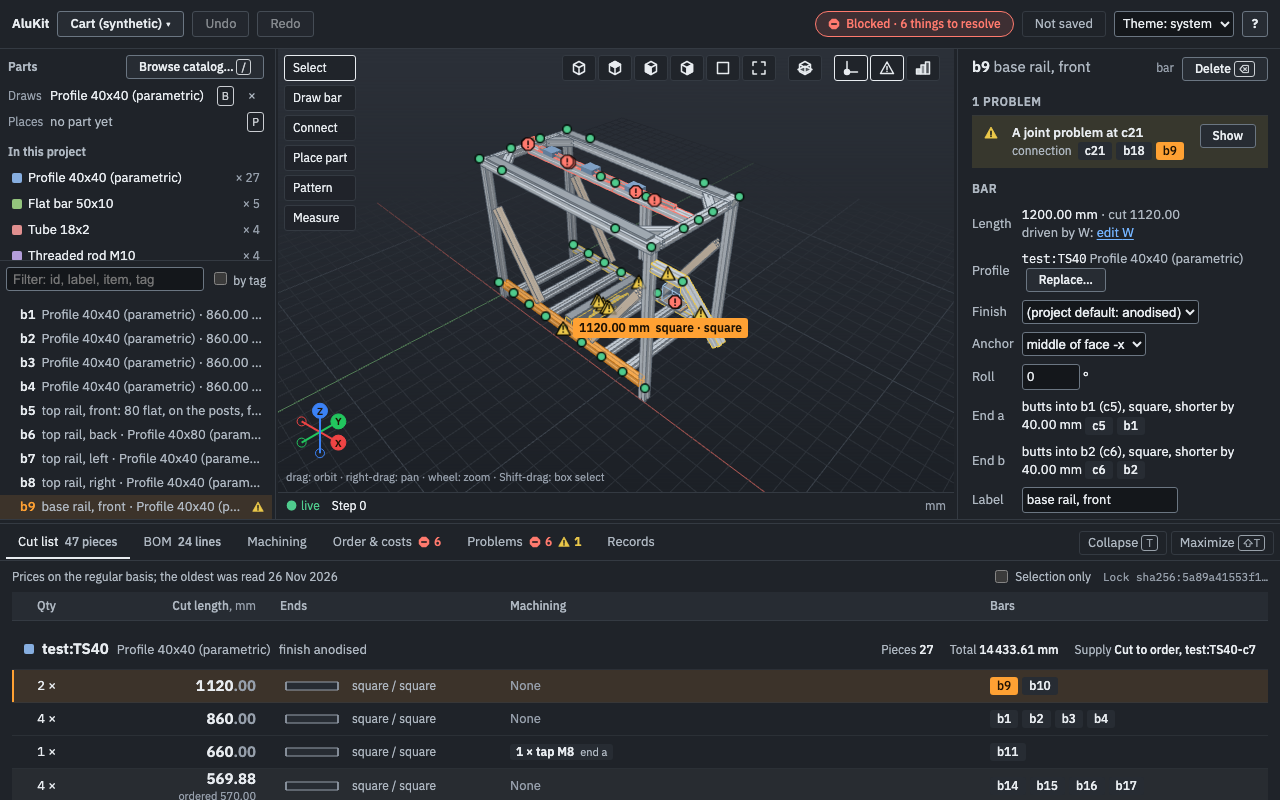 AluKit Cart (synthetic) ▾ Undo Redo Blocked · 6 things to resolve Not saved Theme: system ?
Parts Browse catalog... /
Draws Profile 40x40 (parametric) B ×
Places no part yet P
In this project
Profile 40x40 (parametric) × 27
Flat bar 50x10 × 5
Tube 18x2 × 4
Threaded rod M10 × 4
Filter: id, label, item, tag by tag
b1 Profile 40x40 (parametric) · 860.00 ...
b2 Profile 40x40 (parametric) · 860.00 ...
b3 Profile 40x40 (parametric) · 860.00 ...
b4 Profile 40x40 (parametric) · 860.00 ...
b5 top rail, front: 80 flat, on the posts, f...
b6 top rail, back · Profile 40x80 (param...
b7 top rail, left · Profile 40x40 (parame...
b8 top rail, right · Profile 40x40 (param...
b9 base rail, front · Profile 40x40 (p...
Select
Draw bar
Connect
Place part
Pattern
Measure
1120.00 mm square · square
Z
Y
X
drag: orbit · right-drag: pan · wheel: zoom · Shift-drag: box select
live Step 0 mm
b9 base rail, front bar Delete
1 PROBLEM
A joint problem at c21 Show
connection c21 b18 b9
BAR
Length 1200.00 mm · cut 1120.00
driven by W: edit W
Profile test:TS40 Profile 40x40 (parametric)
Replace...
Finish (project default: anodised)
Anchor middle of face -x
Roll 0 °
End a butts into b1 (c5), square, shorter by
40.00 mm c5 b1
End b butts into b2 (c6), square, shorter by
40.00 mm c6 b2
Label base rail, front
Cut list 47 pieces BOM 24 lines Machining Order & costs 6 Problems 6 1 Records Collapse T Maximize ⇧T
Prices on the regular basis; the oldest was read 26 Nov 2026 Selection only Lock sha256:5a89a41553f1…
Qty Cut length, mm Ends Machining Bars
test:TS40 Profile 40x40 (parametric) finish anodised Pieces 27 Total 14 433.61 mm Supply Cut to order, test:TS40-c7
2 × 1120.00 square / square None b9 b10
4 × 860.00 square / square None b1 b2 b3 b4
1 × 660.00 square / square 1 × tap M8 end a b11
4 × 569.88 square / square None b14 b15 b16 b17
ordered 570.00